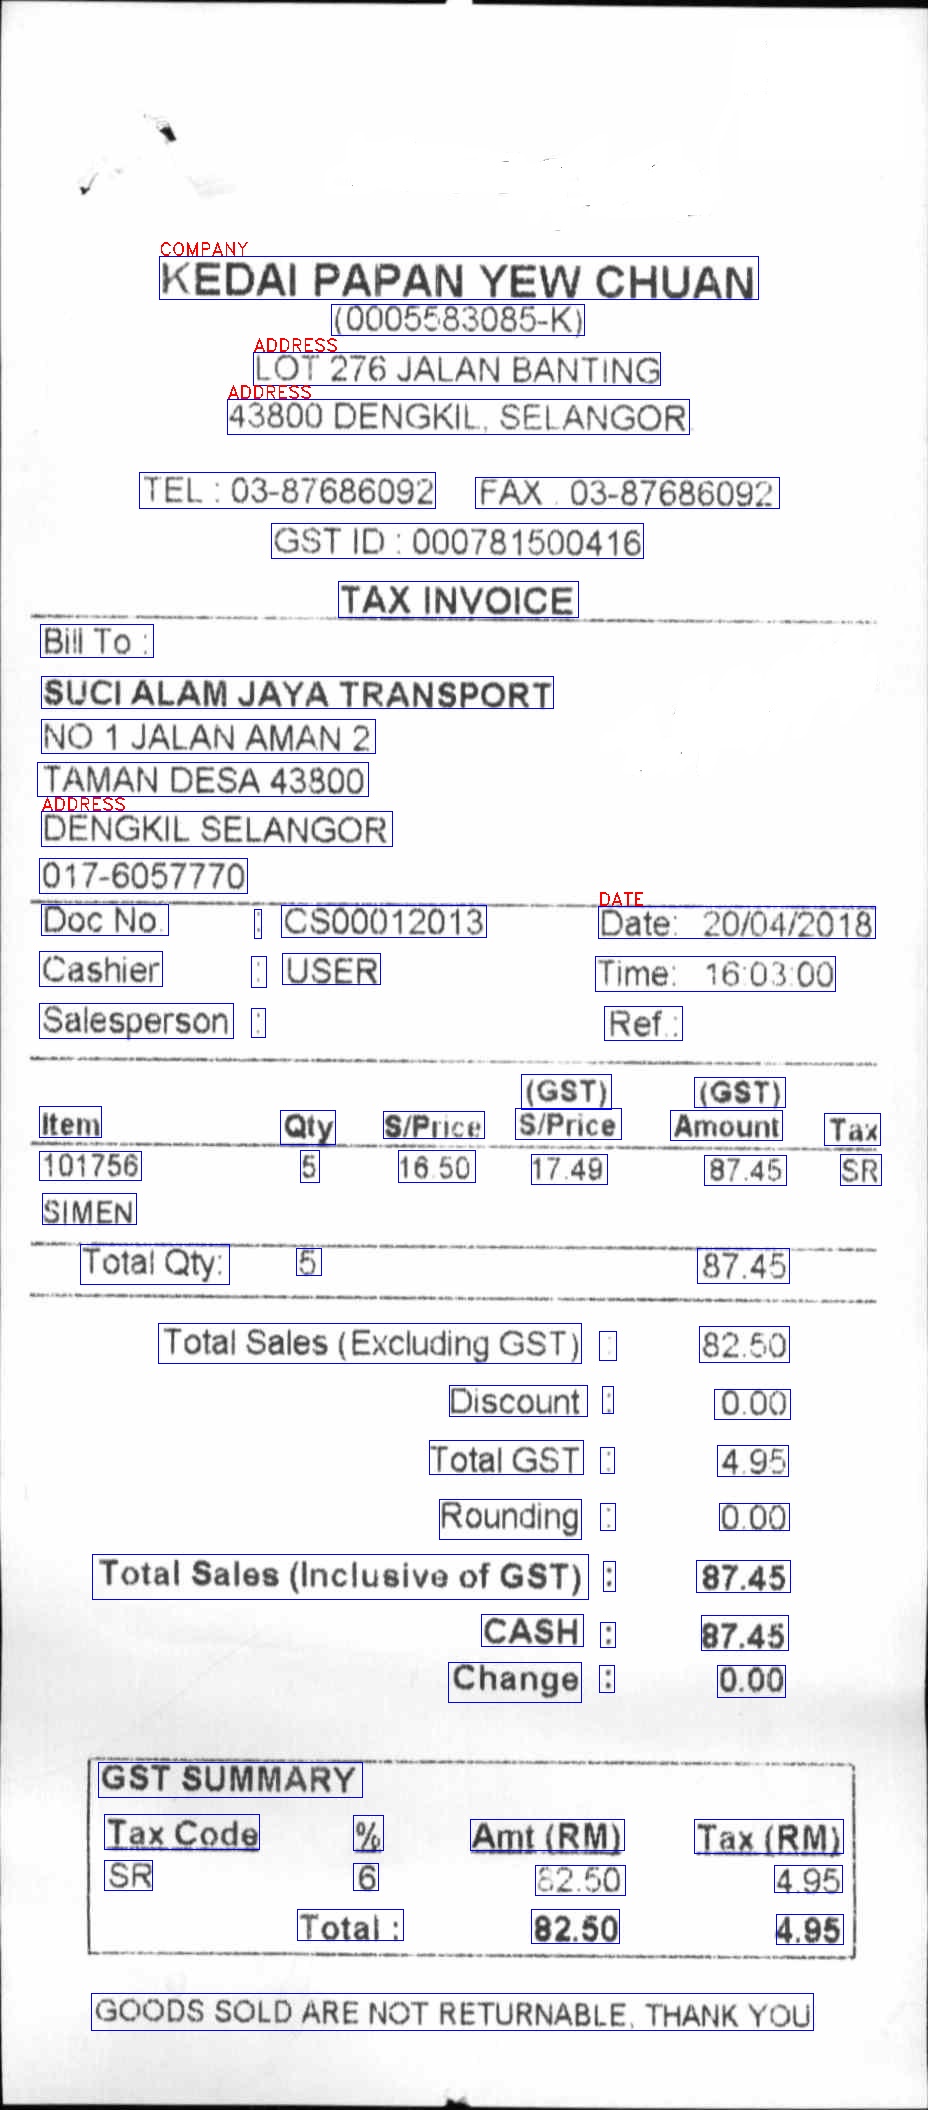 COMPANY
KEDAI PAPAN YEW CHUAN
(0005583085-K)
ADDRESS
LOT 276 JALAN BANTING
ADDRESS
43800 DENGKIL, SELANGOR
TEL : 03-87686092 FAX : 03-87686092
GST ID : 000781500416
TAX INVOICE
Bill To :
SUCI ALAM JAYA TRANSPORT
NO 1 JALAN AMAN 2
TAMAN DESA 43800
ADDRESS
DENGKIL SELANGOR
017-6057770
DATE
Doc No. : CS00012013 Date: 20/04/2018
Cashier : USER Time: 16:03:00
Salesperson : Ref.:
(GST) (GST)
Item Qty S/Price S/Price Amount Tax
101756 5 16.50 17.49 87.45 SR
SIMEN
Total Qty: 5 87.45
Total Sales (Excluding GST) : 82.50
Discount : 0.00
Total GST : 4.95
Rounding : 0.00
Total Sales (Inclusive of GST) : 87.45
CASH : 87.45
Change : 0.00
GST SUMMARY
Tax Code % Amt (RM) Tax (RM)
SR 6 82.50 4.95
Total : 82.50 4.95
GOODS SOLD ARE NOT RETURNABLE, THANK YOU